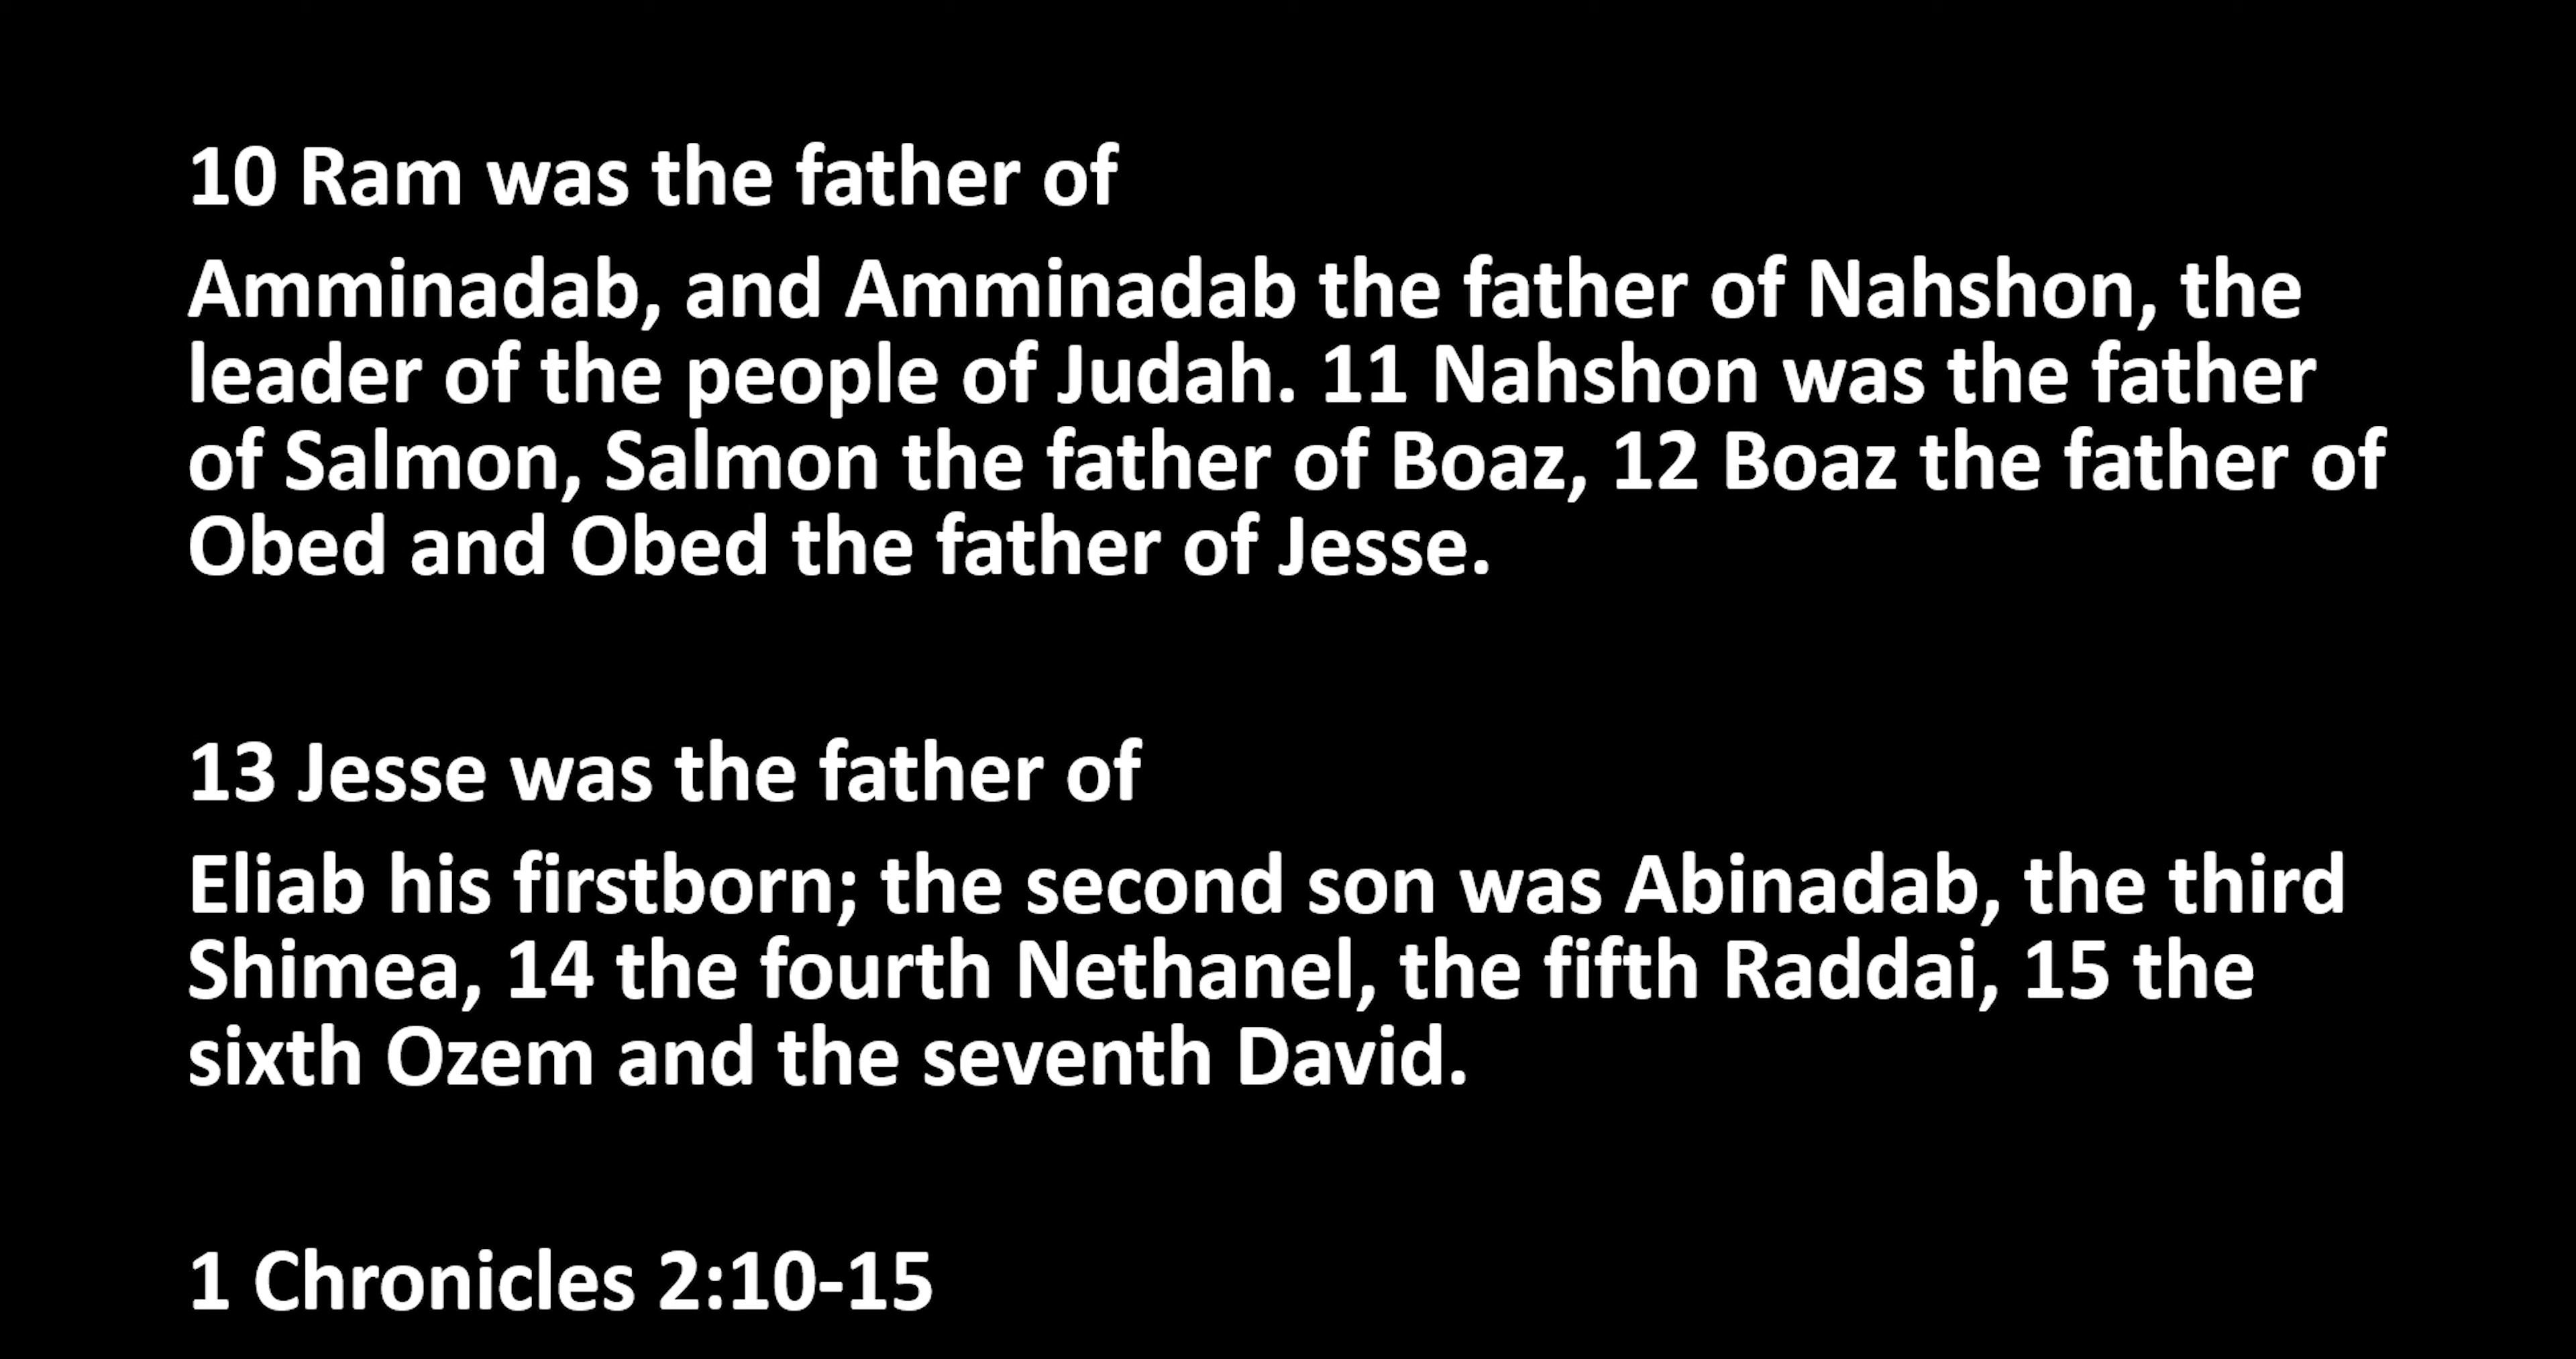 10 Ram was the father of
Amminadab, and Amminadab the father of Nahshon, the
leader of the people of Judah. 11 Nahshon was the father
of Salmon, Salmon the father of Boaz, 12 Boaz the father of
Obed and Obed the father of Jesse.
13 Jesse was the father of
Eliab his firstborn; the second son was Abinadab, the third
Shimea, 14 the fourth Nethanel, the fifth Raddai, 15 the
sixth Ozem and the seventh David.
1 Chronicles 2:10-15